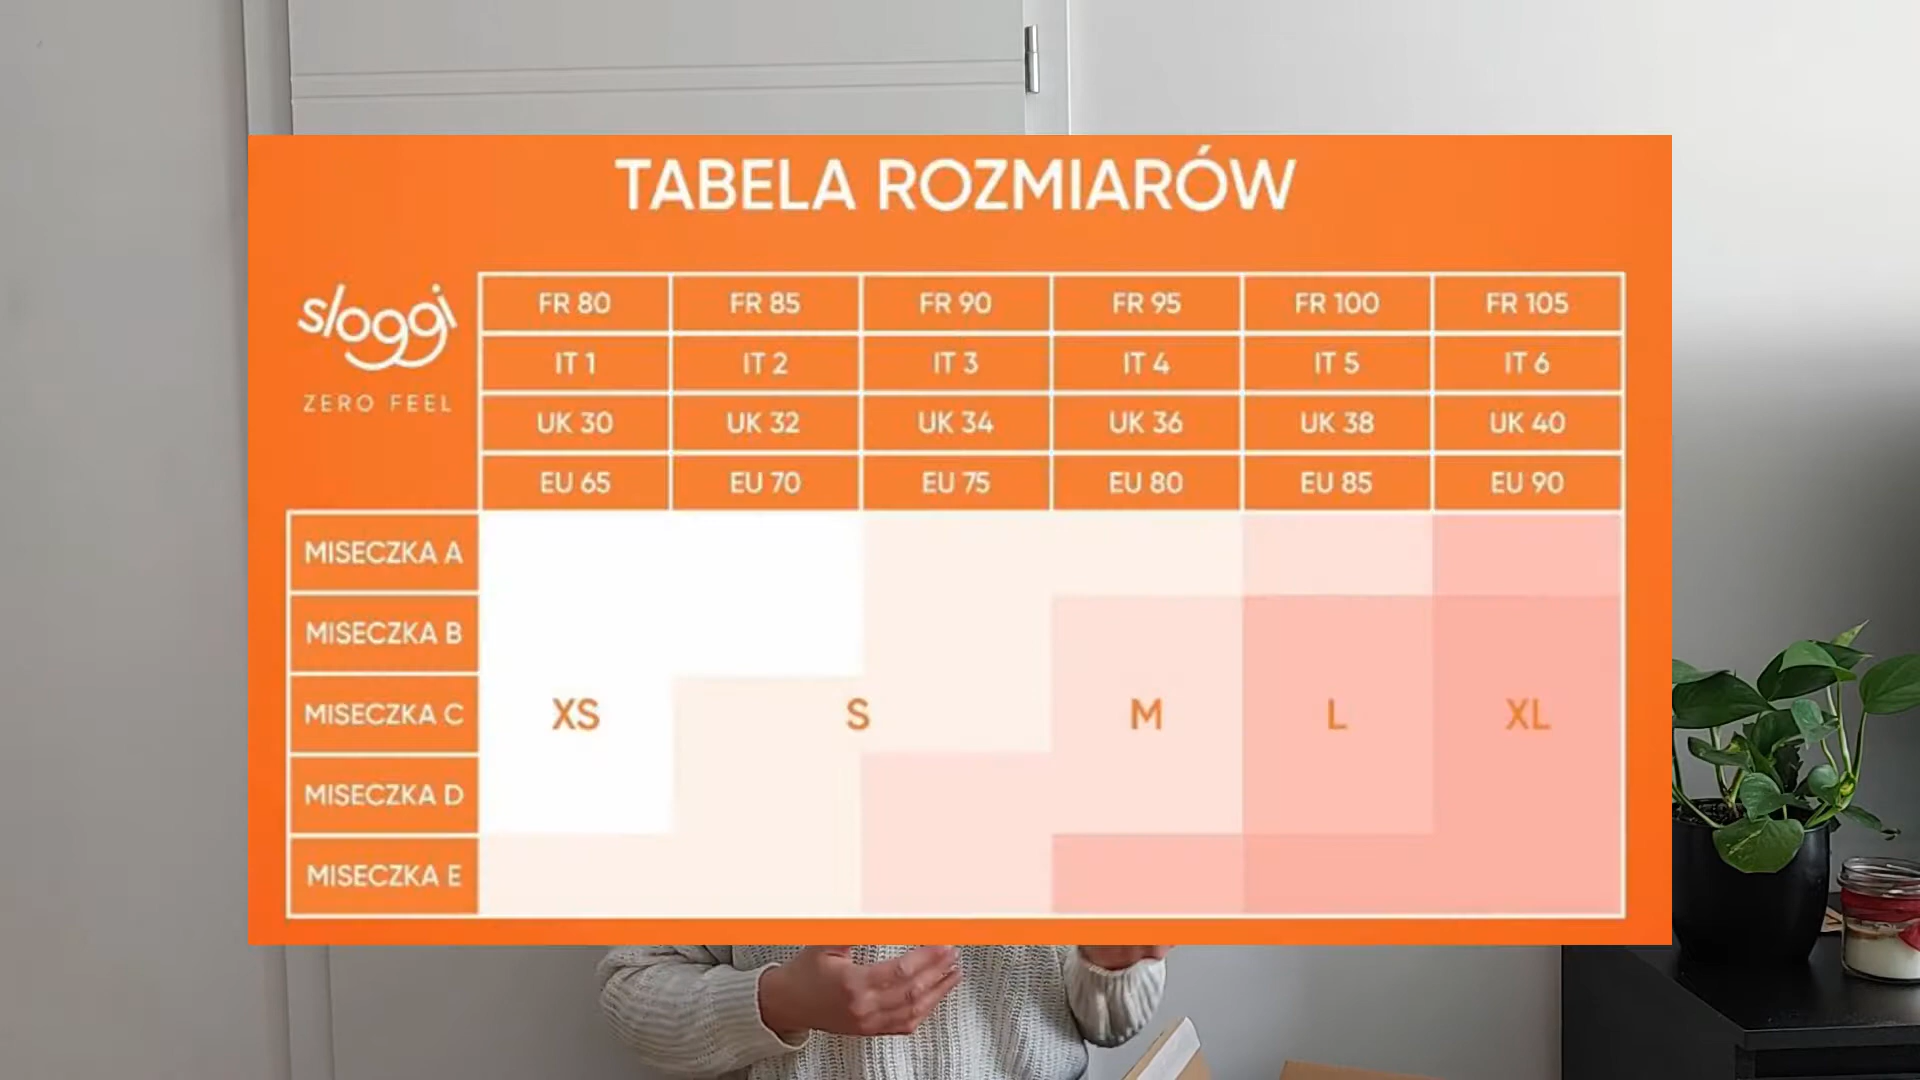 TABELA ROZMIARÓW
sloggi
ZERO FEEL
FR 80 FR 85 FR 90 FR 95 FR 100 FR 105
IT 1 IT 2 IT 3 IT 4 IT 5 IT 6
UK 30 UK 32 UK 34 UK 36 UK 38 UK 40
EU 65 EU 70 EU 75 EU 80 EU 85 EU 90
MISECZKA A
MISECZKA B
MISECZKA C XS S M L XL
MISECZKA D
MISECZKA E